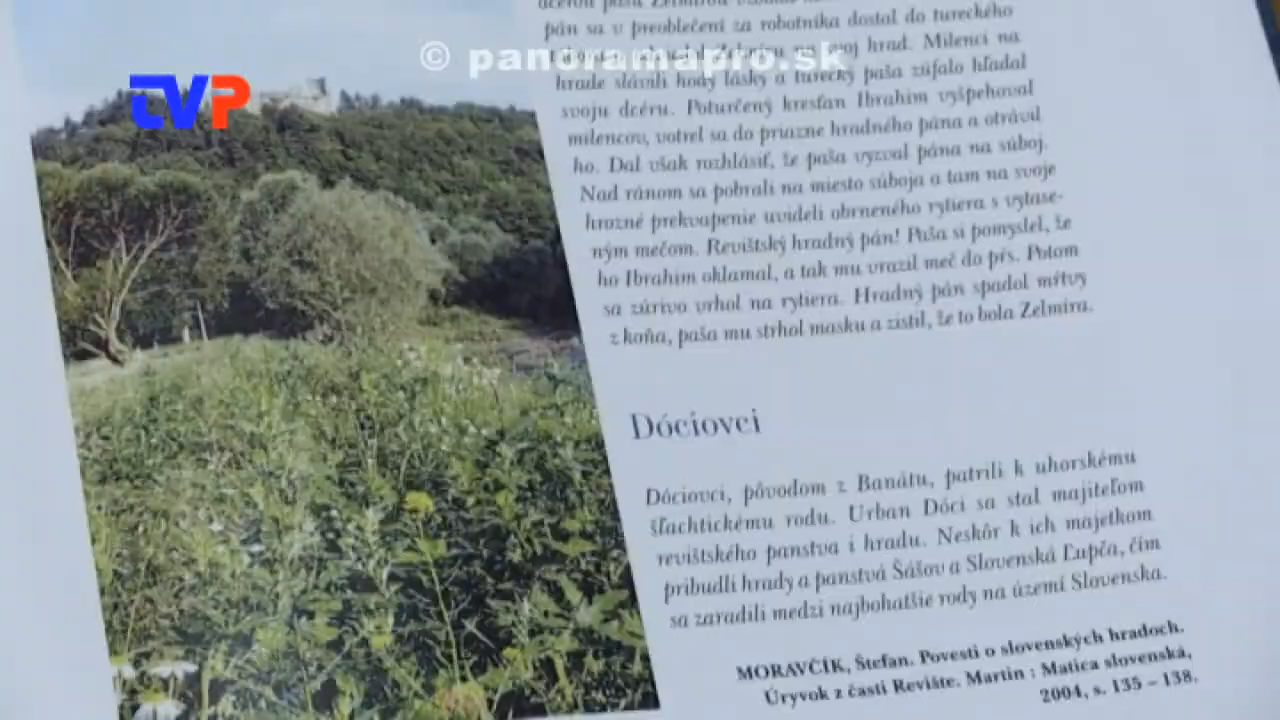 TVP
© panoramapro.sk
pán sa v preoblečení za robotníka dostal do tureckého
svoj hrad. Milenci na
hrade slávili hody lásky a turecký paša zúfalo hľadal
svoju dcéru. Poturčený kresťan Ibrahim vyšpehoval
milencov, votrel sa do priazne hradného pána a otrávil
ho. Dal však rozhlásiť, že paša vyzval pána na súboj.
Nad ránom sa pobrali na miesto súboja a tam na svoje
hrozné prekvapenie uvideli obrneného rytiera s vytase-
ným mečom. Revištský hradný pán! Paša si pomyslel, že
ho Ibrahim oklamal, a tak mu vrazil meč do pŕs. Potom
sa zúrivo vrhol na rytiera. Hradný pán spadol mŕtvy
z koňa, paša mu strhol masku a zistil, že to bola Zelmíra.
Dóciovci
Dóciovci, pôvodom z Banátu, patrili k uhorskému
šľachtickému rodu. Urban Dóci sa stal majiteľom
revištského panstva i hradu. Neskôr k ich majetkom
pribudli hrady a panstvá Šášov a Slovenská Ľupča, čím
sa zaradili medzi najbohatšie rody na území Slovenska.
MORAVČÍK, Štefan. Povesti o slovenských hradoch.
Úryvok z časti Revište. Martin : Matica slovenská,
2004, s. 135 – 138.